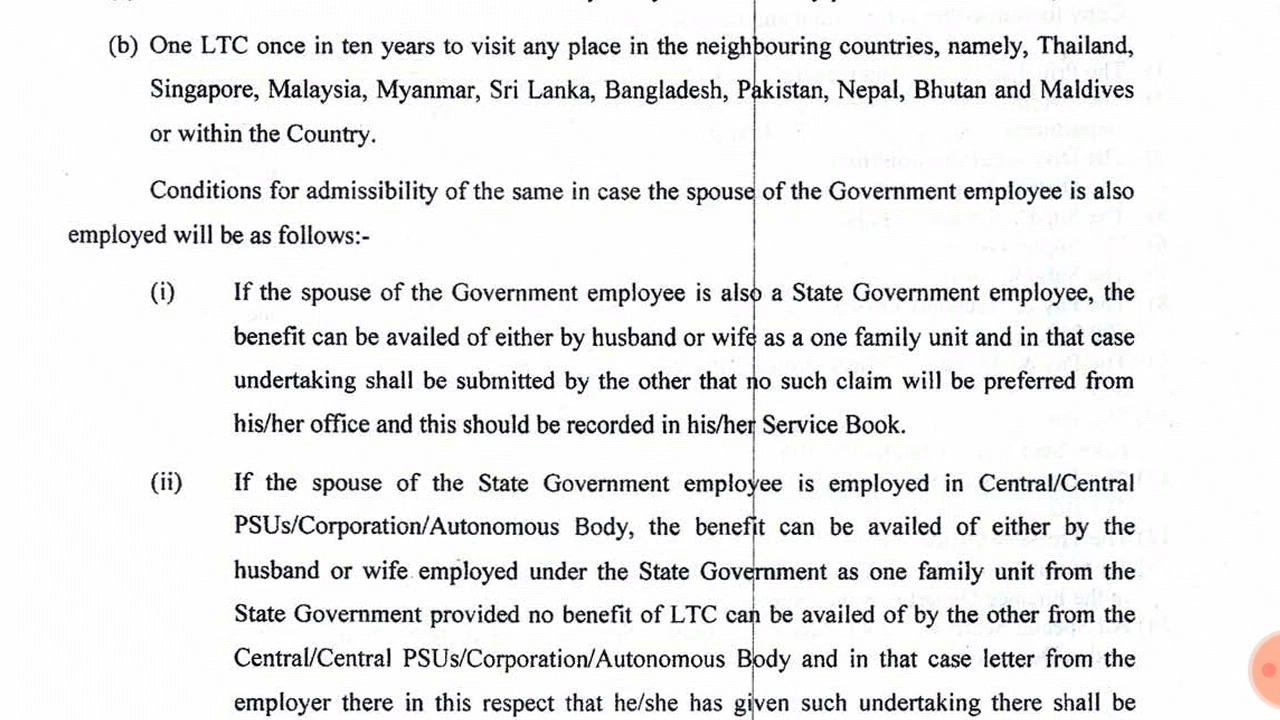 (b) One LTC once in ten years to visit any place in the neighbouring countries, namely, Thailand,
Singapore, Malaysia, Myanmar, Sri Lanka, Bangladesh, Pakistan, Nepal, Bhutan and Maldives
or within the Country.
Conditions for admissibility of the same in case the spouse of the Government employee is also
employed will be as follows:-
(i) If the spouse of the Government employee is also a State Government employee, the
benefit can be availed of either by husband or wife as a one family unit and in that case
undertaking shall be submitted by the other that no such claim will be preferred from
his/her office and this should be recorded in his/her Service Book.
(ii) If the spouse of the State Government employee is employed in Central/Central
PSUs/Corporation/Autonomous Body, the benefit can be availed of either by the
husband or wife employed under the State Government as one family unit from the
State Government provided no benefit of LTC can be availed of by the other from the
Central/Central PSUs/Corporation/Autonomous Body and in that case letter from the
employer there in this respect that he/she has given such undertaking there shall be